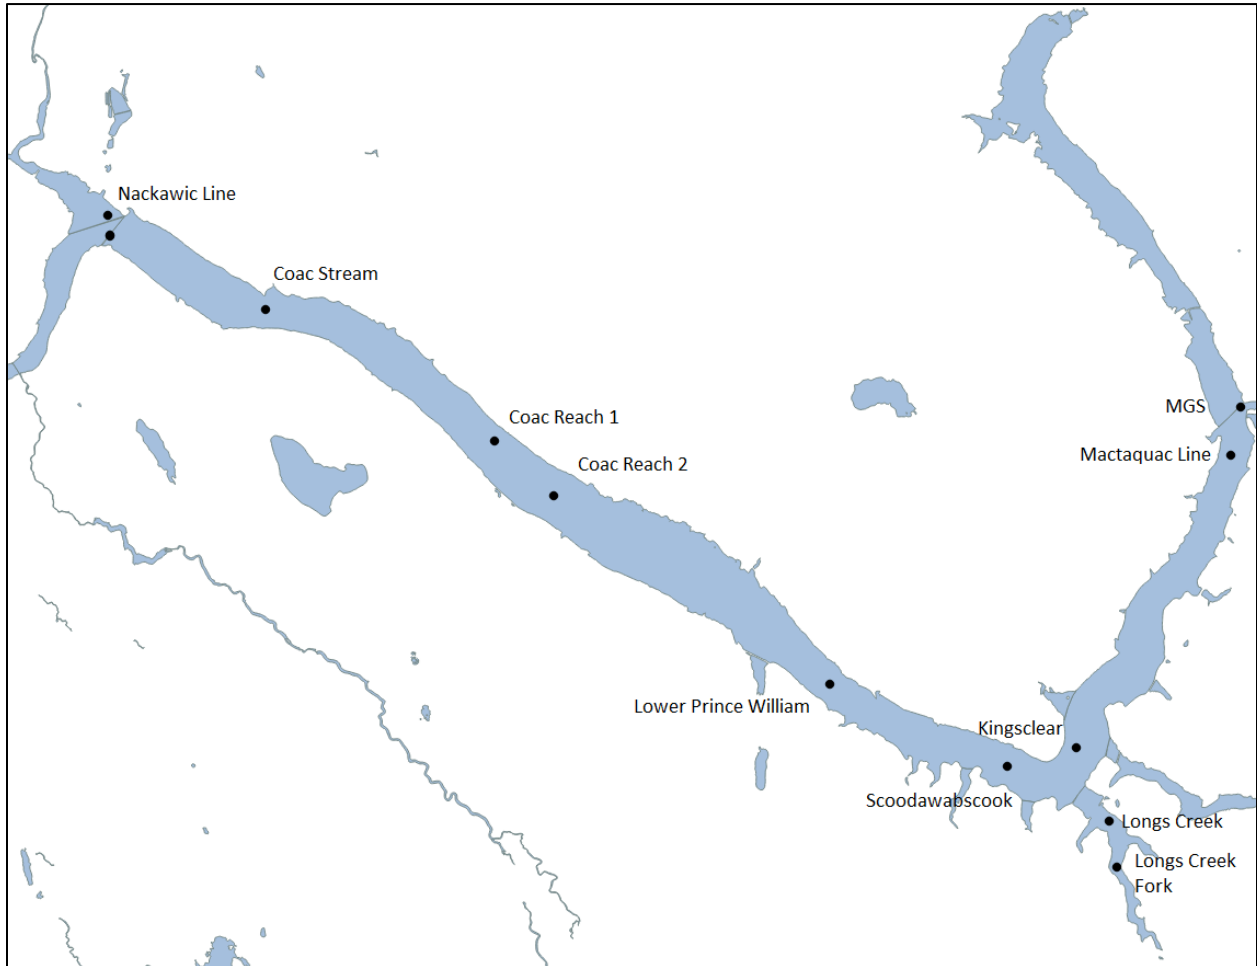 Nackawic Line
Coac Stream
MGS
Coac Reach 1
Mactaquac Line
Coac Reach 2
Lower Prince William
Kingsclear
Scoodawabscook
Longs Creek
Longs Creek
Fork